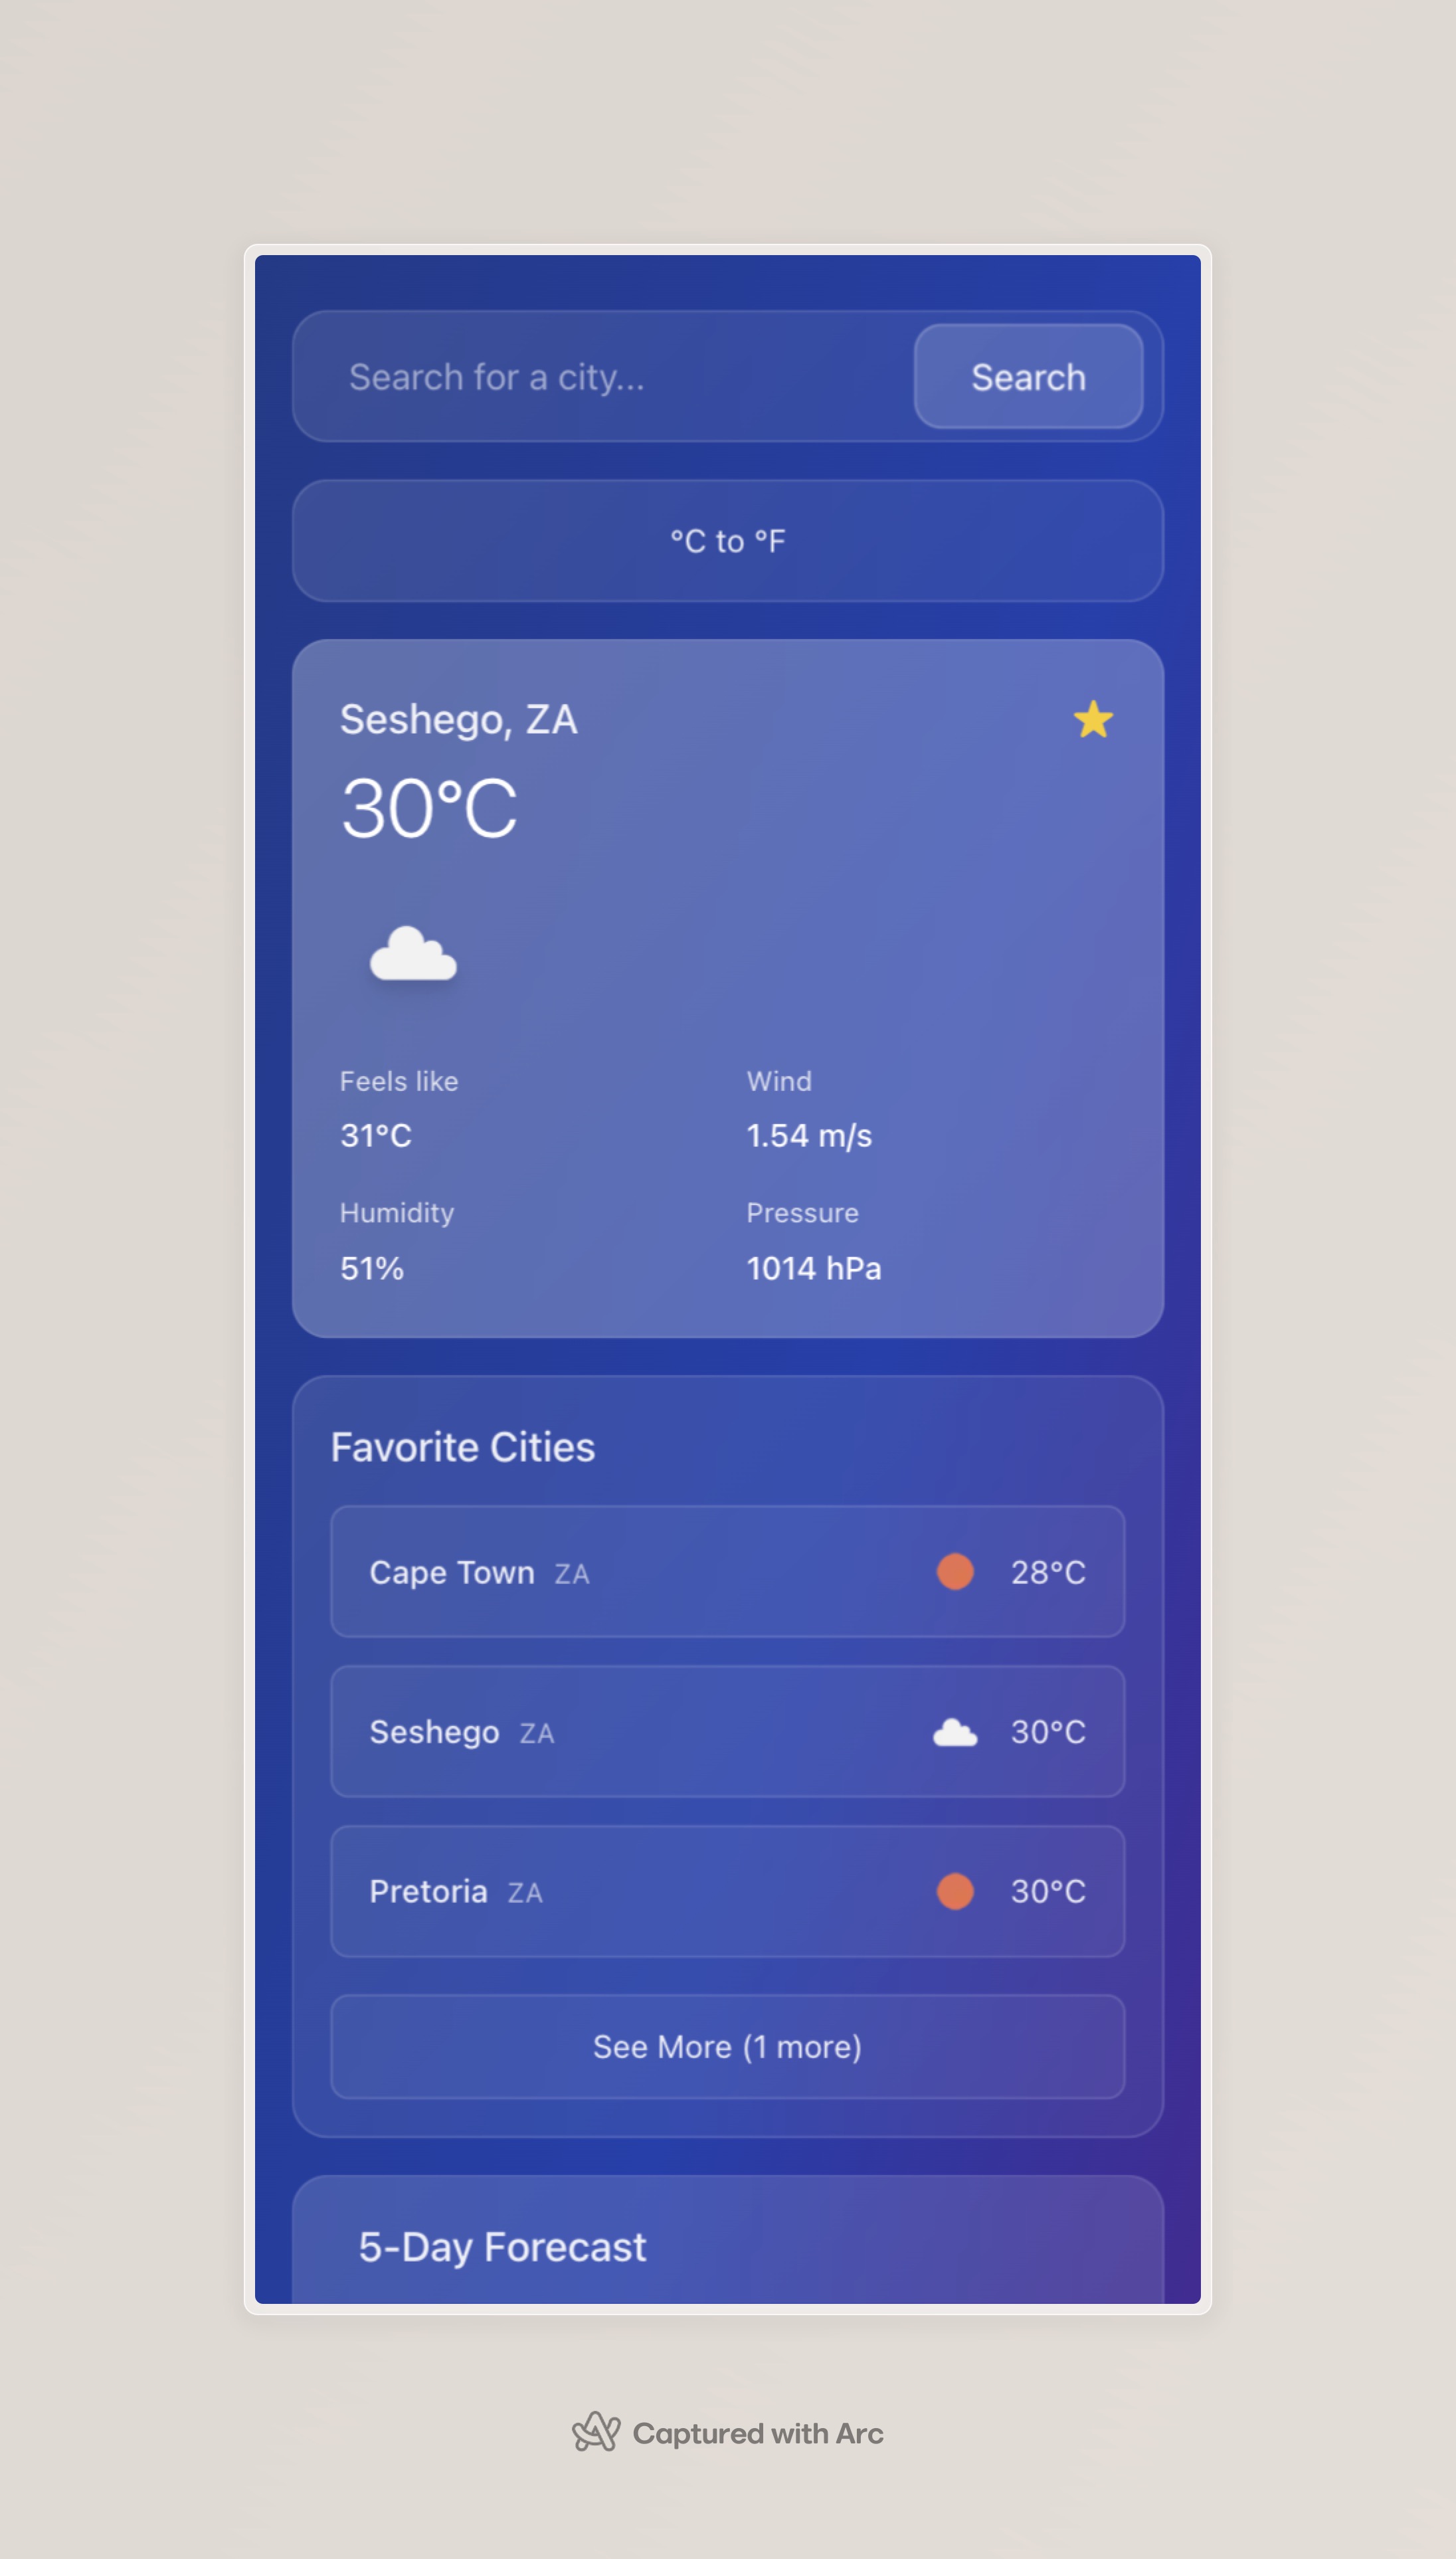 Search for a city...
Search
°C to °F
Seshego, ZA
30°C
Feels like
Wind
31°C
1.54 m/s
Humidity
Pressure
51%
1014 hPa
Favorite Cities
Cape Town ZA 28°C
Seshego ZA 30°C
Pretoria ZA 30°C
See More (1 more)
5-Day Forecast
Captured with Arc